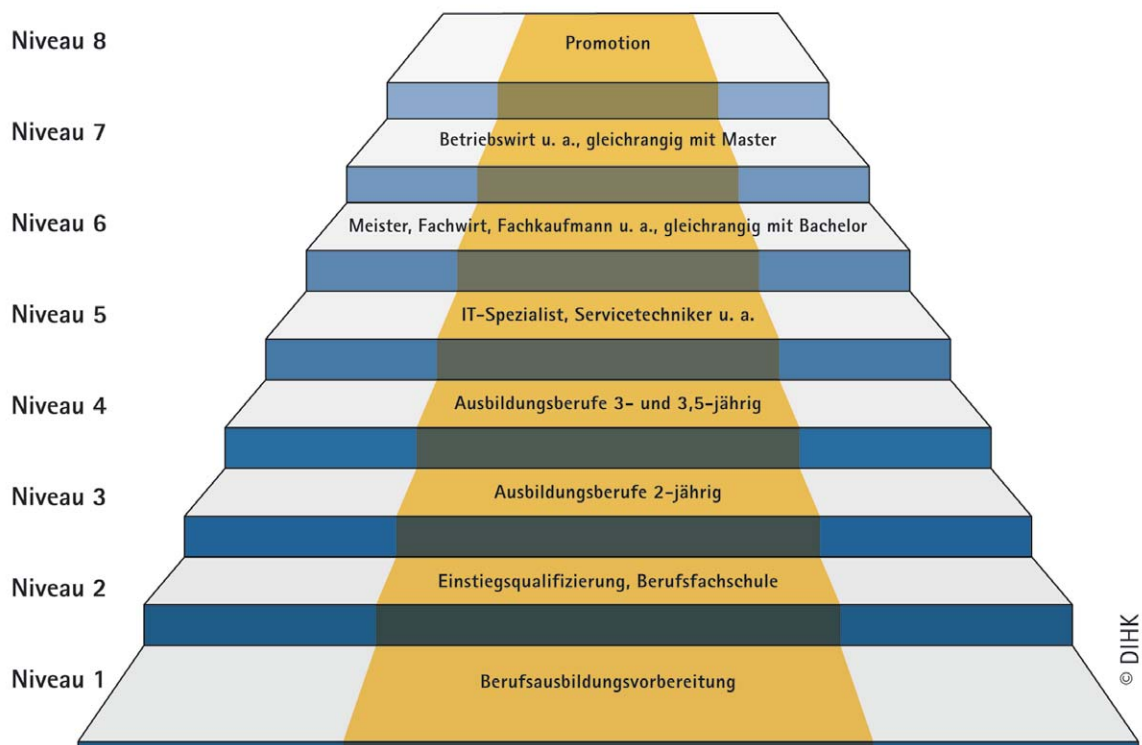 Niveau 8
Promotion
Niveau 7
Betriebswirt u. a., gleichrangig mit Master
Niveau 6
Meister, Fachwirt, Fachkaufmann u. a., gleichrangig mit Bachelor
Niveau 5
IT-Spezialist, Servicetechniker u. a.
Niveau 4
Ausbildungsberufe 3- und 3,5-jährig
Niveau 3
Ausbildungsberufe 2-jährig
Niveau 2
Einstiegsqualifizierung, Berufsfachschule
Niveau 1
Berufsausbildungsvorbereitung
© DIHK